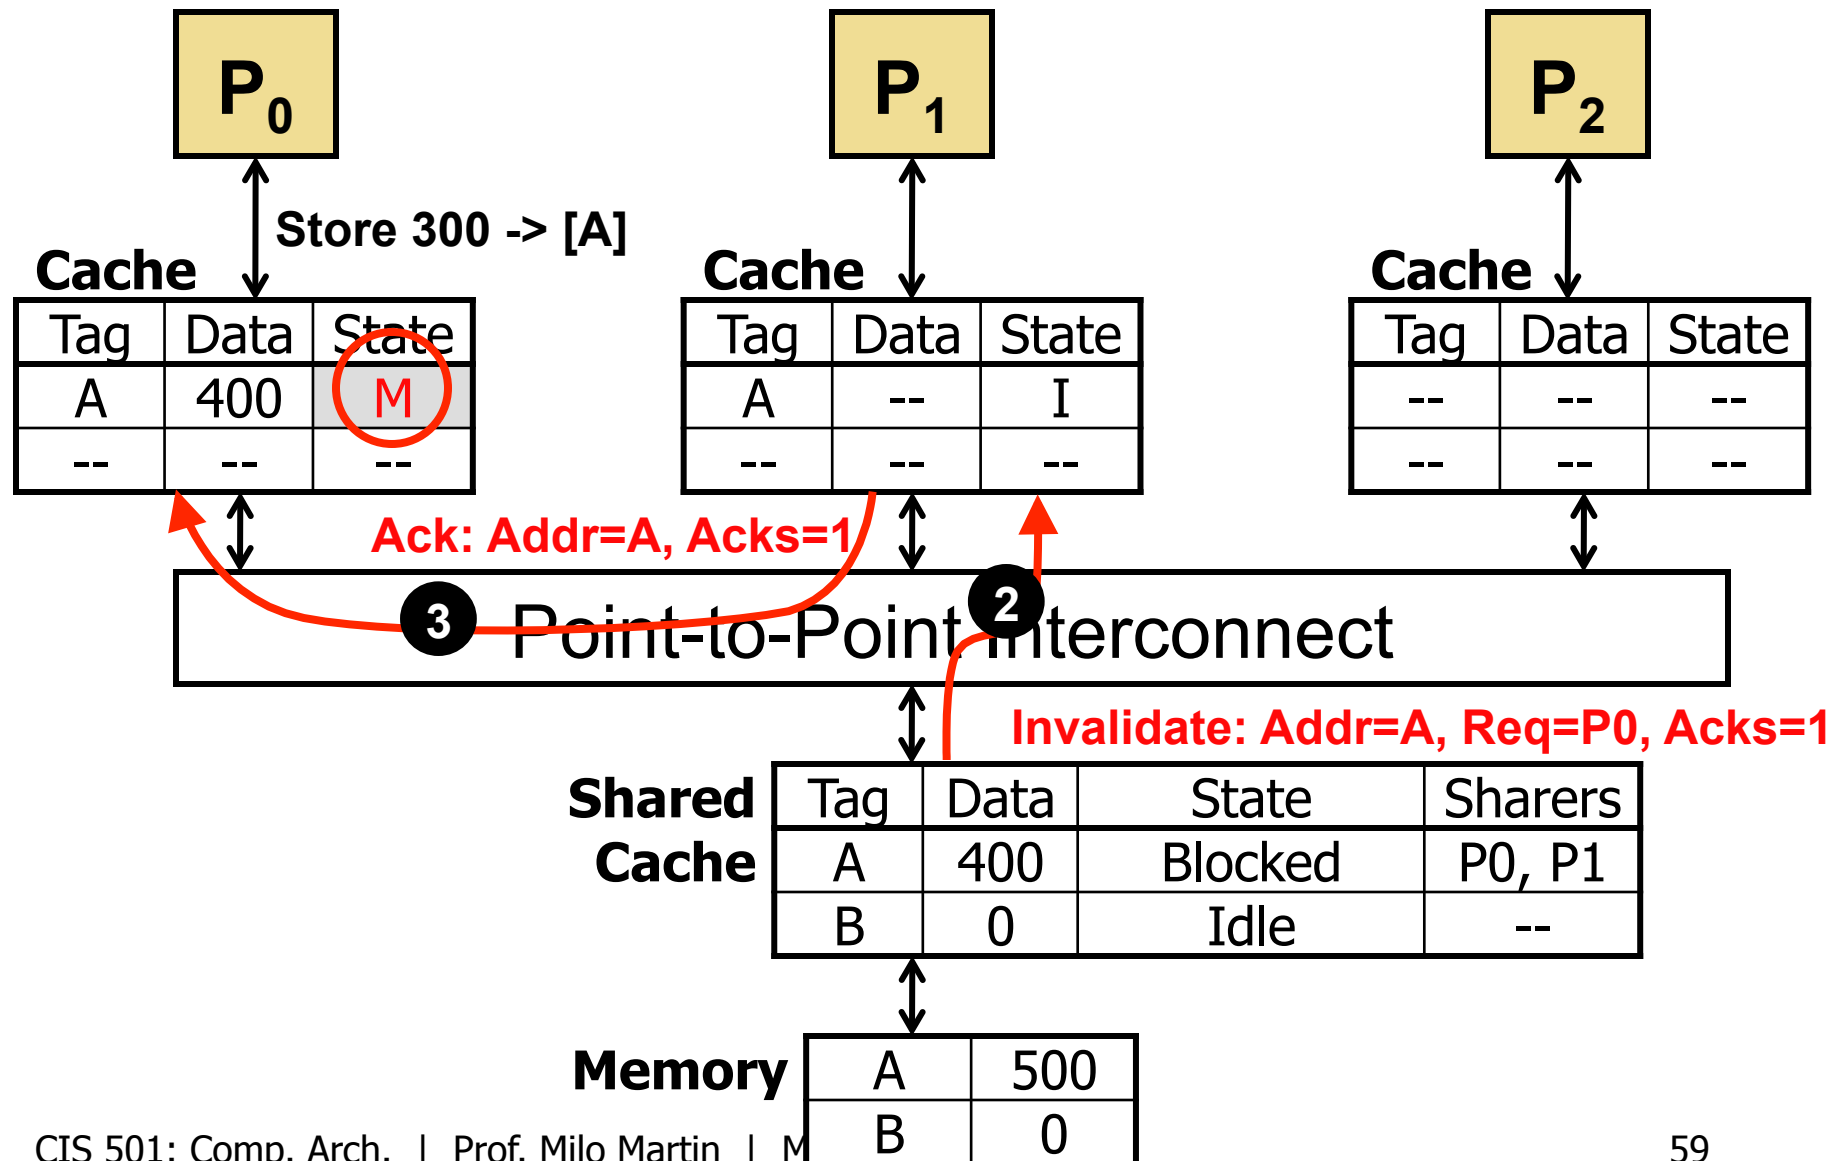 P0 P1 P2
Store 300 -> [A]
Cache Cache Cache
Tag Data State Tag Data State Tag Data State
A 400 M A -- I -- -- --
-- -- -- -- -- -- -- -- --
Ack: Addr=A, Acks=1
3 Point-to-Point Interconnect 2
Invalidate: Addr=A, Req=P0, Acks=1
Shared Tag Data State Sharers
Cache A 400 Blocked P0, P1
B 0 Idle --
Memory A 500
B 0
CIS 501: Comp. Arch. | Prof. Milo Martin | M 59